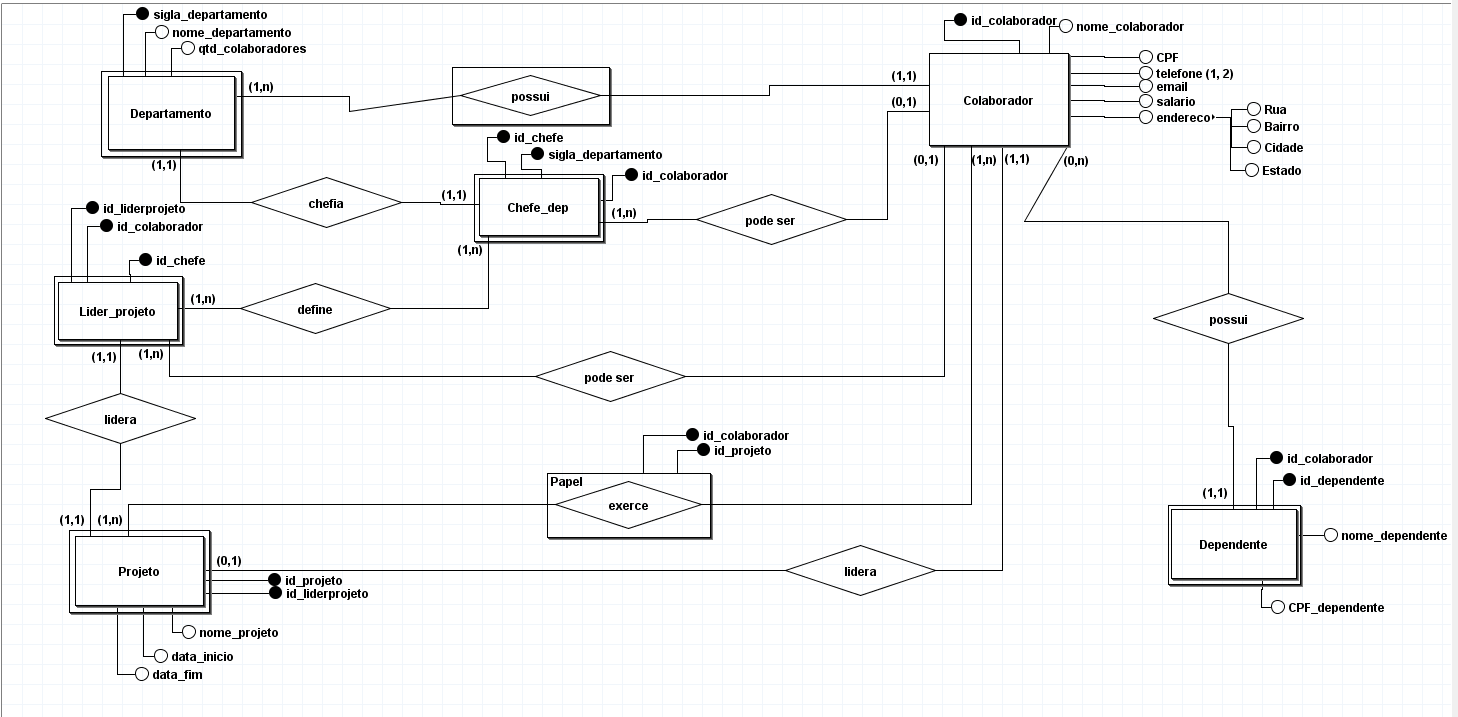 sigla_departamento
nome_departamento
qtd_colaboradores
Departamento
(1,n)
possui
(1,1)
(0,1)
id_colaborador
nome_colaborador
Colaborador
CPF
telefone (1, 2)
email
salario
endereco
Rua
Bairro
Cidade
Estado
(1,1)
chefia
(1,1)
id_chefe
sigla_departamento
id_colaborador
Chefe_dep
(1,n)
(1,n)
pode ser
(0,1)
(1,n)
(1,1)
(0,n)
id_liderprojeto
id_colaborador
id_chefe
Lider_projeto
(1,n)
define
(1,1)
(1,n)
pode ser
possui
lidera
id_colaborador
id_projeto
Papel
exerce
(1,1)
(1,n)
Projeto
(0,1)
lidera
id_projeto
id_liderprojeto
nome_projeto
data_inicio
data_fim
(1,1)
id_colaborador
id_dependente
Dependente
nome_dependente
CPF_dependente